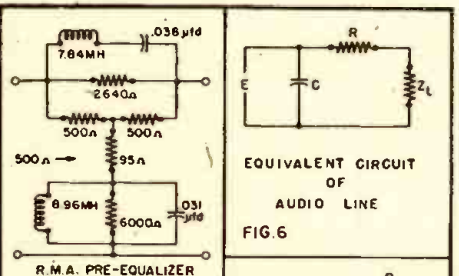 .036 µfd
7.84MH
2640Ω
500Ω 500Ω
500Ω
95Ω
8.96MH
6000Ω
.031
µfd
R.M.A. PRE-EQUALIZER
R
E
C
Z L
EQUIVALENT CIRCUIT
OF
AUDIO LINE
FIG.6